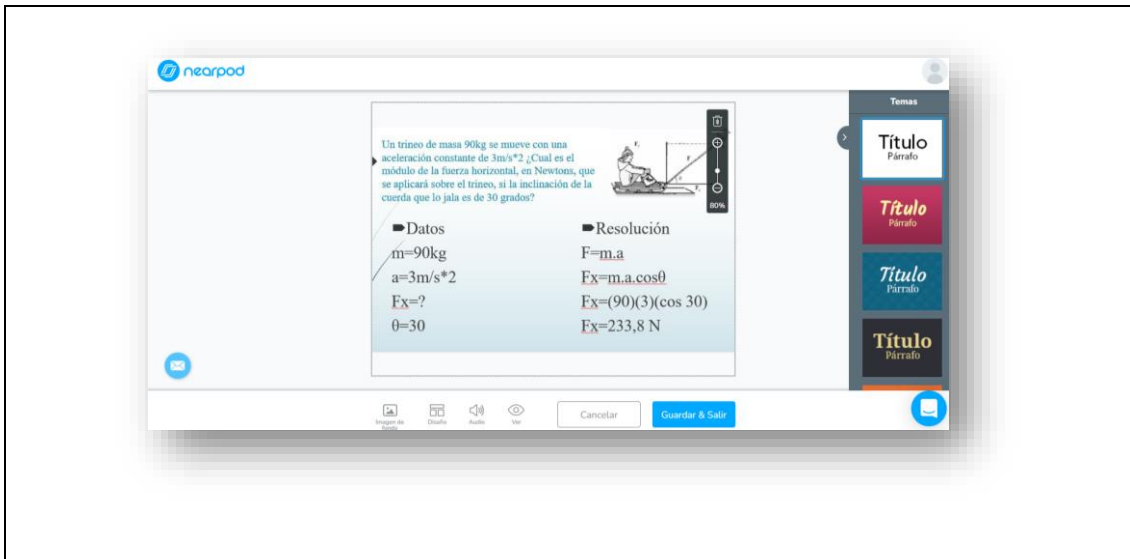 nearpod
Temas
Título
Párrafo
Título
Párrafo
Título
Párrafo
Título
Párrafo
Un trineo de masa 90kg se mueve con una
aceleración constante de 3m/s*2 ¿Cual es el
módulo de la fuerza horizontal, en Newtons, que
se aplicará sobre el trineo, si la inclinación de la
cuerda que lo jala es de 30 grados?
80%
Datos
m=90kg
a=3m/s*2
Fx=?
θ=30
Resolución
F=m.a
Fx=m.a.cosθ
Fx=(90)(3)(cos 30)
Fx=233,8 N
Imagen de
fondo
Diseño
Audio
Ver
Cancelar
Guardar & Salir